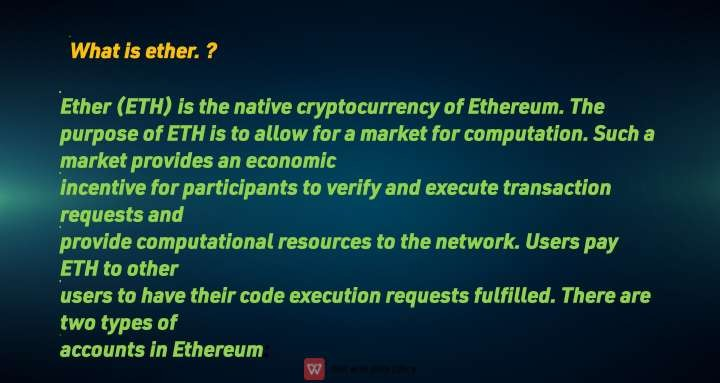 What is ether. ?
Ether (ETH) is the native cryptocurrency of Ethereum. The
purpose of ETH is to allow for a market for computation. Such a
market provides an economic
incentive for participants to verify and execute transaction
requests and
provide computational resources to the network. Users pay
ETH to other
users to have their code execution requests fulfilled. There are
two types of
accounts in Ethereum:
W